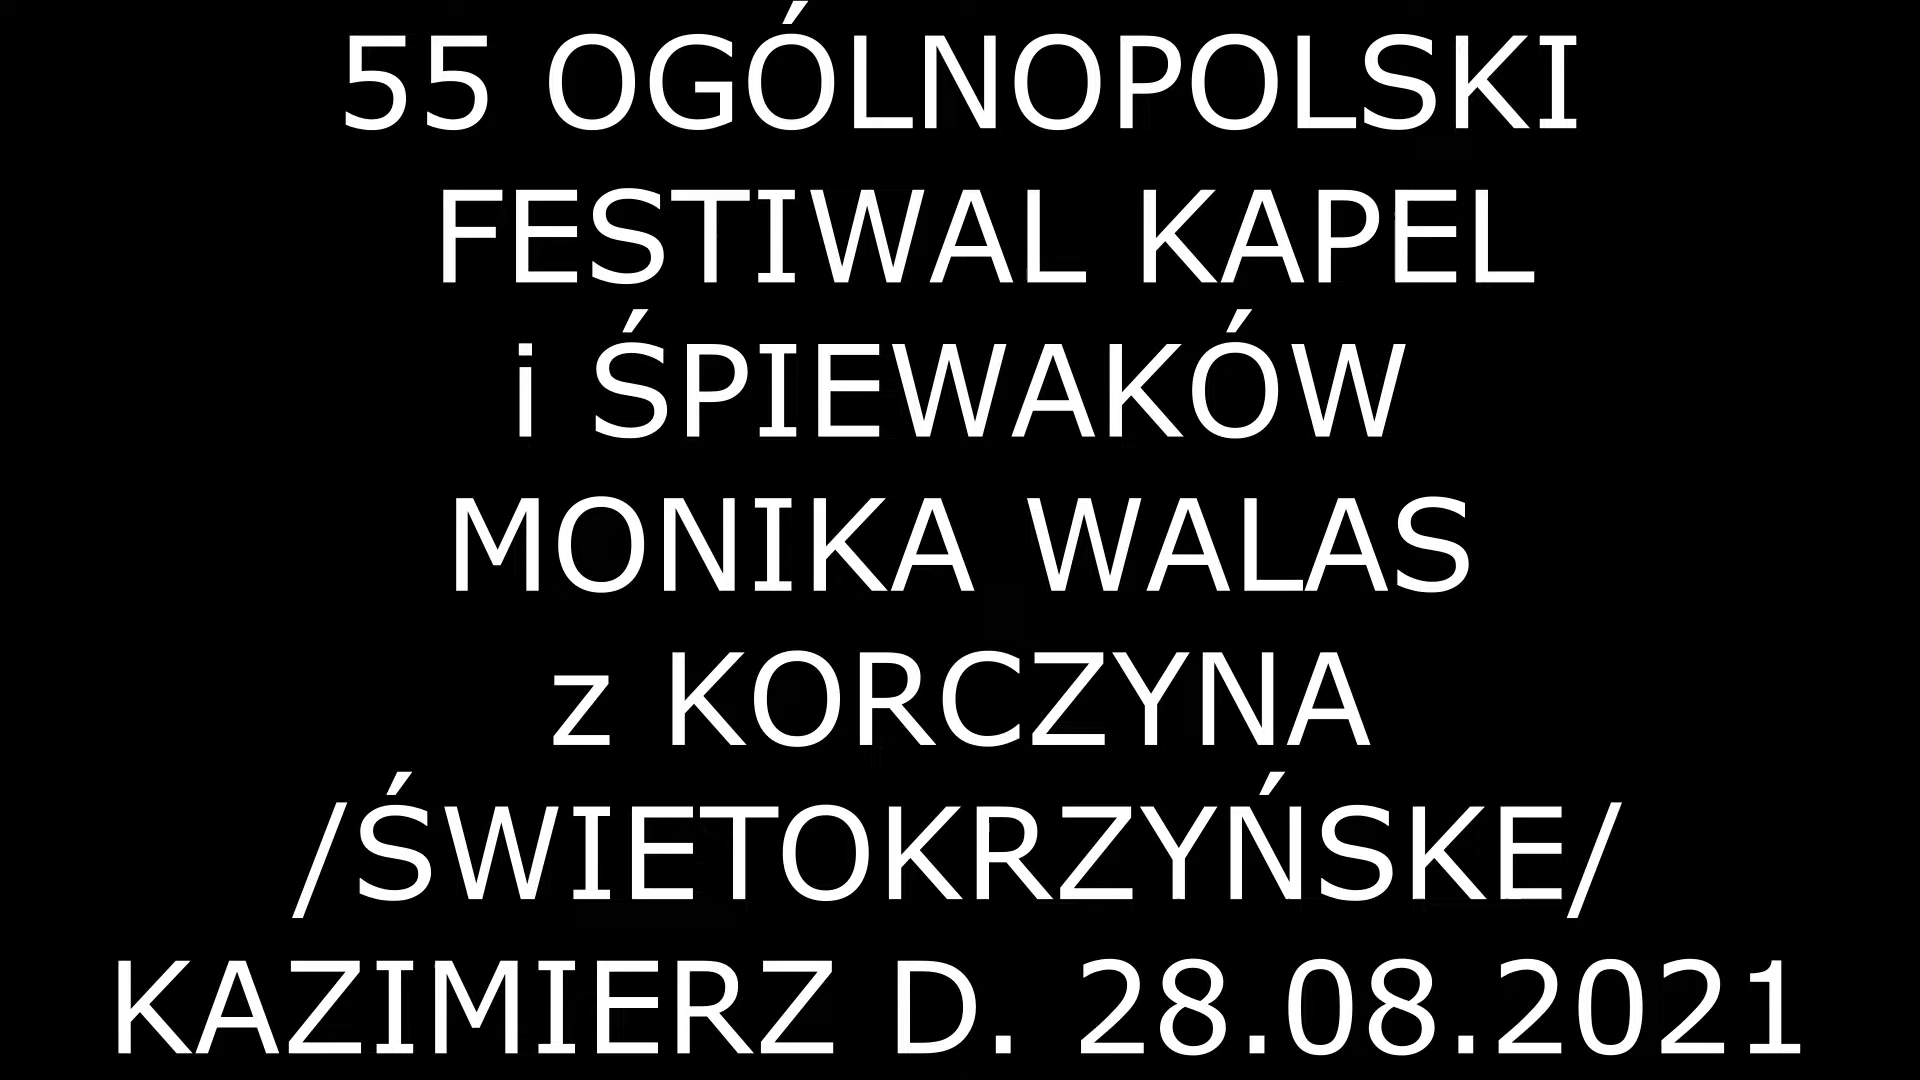 55 OGÓLNOPOLSKI
FESTIWAL KAPEL
i ŚPIEWAKÓW
MONIKA WALAS
z KORCZYNA
/ŚWIETOKRZYŃSKE/
KAZIMIERZ D. 28.08.2021